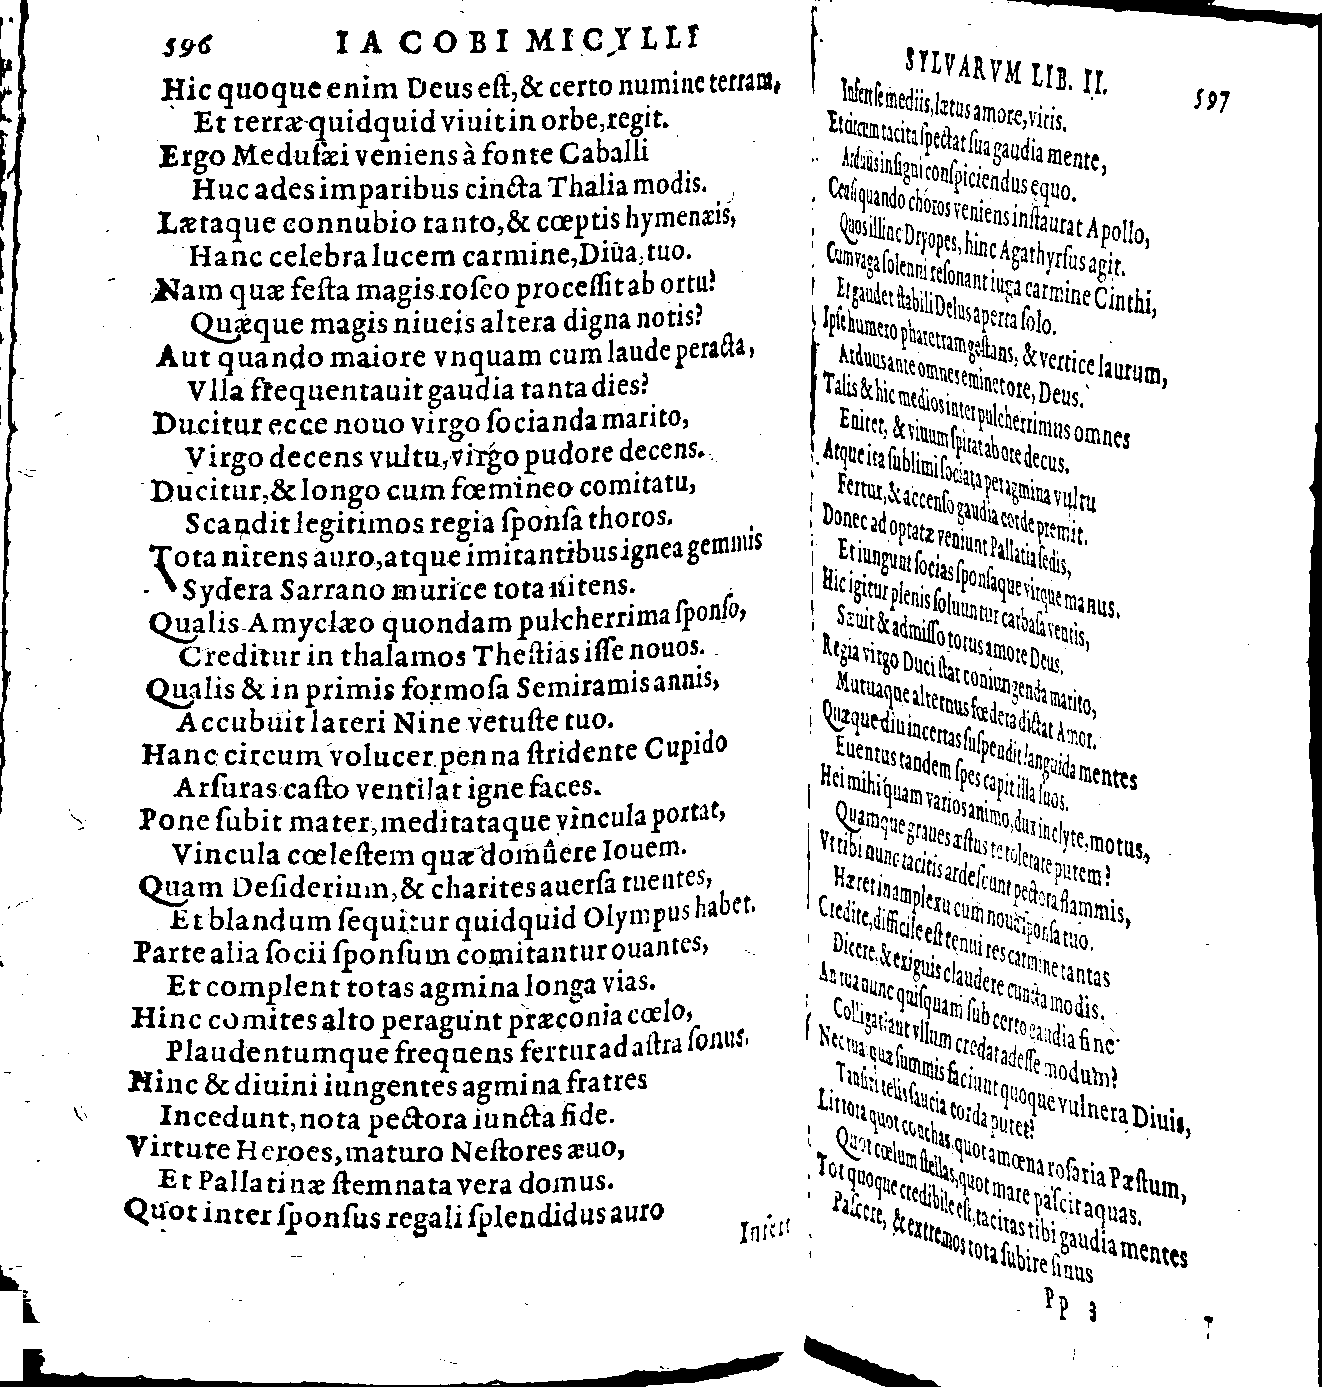 596 IACOBI MICYLLI
Hic quoque enim Deus eſt, & certo numine terram,
Et terræ quidquid viuit in orbe, regit.
Ergo Meduſæi veniens à fonte Caballi
Huc ades imparibus cincta Thalia modis.
Lætaque connubio tanto, & cœptis hymenæis,
Hanc celebra lucem carmine, Diua, tuo.
Nam quæ feſta magis roſeo proceſſit ab ortu?
Quæque magis niueis altera digna notis?
Aut quando maiore vnquam cum laude peracta,
Vlla frequentauit gaudia tanta dies?
Ducitur ecce nouo virgo ſocianda marito,
Virgo decens vultu, virgo pudore decens.
Ducitur, & longo cum fœmineo comitatu,
Scandit legitimos regia ſponſa thoros.
Tota nitens auro, atque imitantibus ignea gemmis
Sydera Sarrano murice tota nitens.
Qualis Amyclæo quondam pulcherrima ſponſo,
Creditur in thalamos Theſtias iſſe nouos.
Qualis & in primis formoſa Semiramis annis,
Accubuit lateri Nine vetuſte tuo.
Hanc circum volucer penna ſtridente Cupido
Arſuras caſto ventilat igne faces.
Pone ſubit mater, meditataque vincula portat,
Vincula cœleſtem quæ domûere Iouem.
Quam Deſiderium, & charites auerſa tuentes,
Et blandum ſequitur quidquid Olympus habet.
Parte alia ſocii ſponſum comitantur ouantes,
Et complent totas agmina longa vias.
Hinc comites alto peragunt præconia cœlo,
Plaudentumque frequens fertur ad aſtra ſonus.
Hinc & diuini iungentes agmina fratres
Incedunt, nota pectora iuncta fide.
Virtute Heroes, maturo Neſtores æuo,
Et Pallatinæ ſtemnata vera domus.
Quot inter ſponſus regali ſplendidus auro
Inſert
SYLVARVM LIB. II. 597
Inſert ſe mediis, lætus amore, viris.
Et circum tacita ſpectat ſua gaudia mente,
Arduus inſigni conſpiciendus equo.
Ceu ſi quando choros veniens inſtaurat Apollo,
Quos illinc Dryopes, hinc Agathyrſus agit.
Cum vaga ſolenni reſonant iuga carmine Cinthi,
Et gaudet ſtabili Delus aperta ſolo.
Ipſe humero pharetram geſtans, & vertice laurum,
Arduus ante omnes eminet ore, Deus.
Talis & hic medios inter pulcherrimus omnes
Enitet, & viuum ſpirat ab ore decus.
Atque ita ſublimi ſociata per agmina vultu
Fertur, & accenſo gaudia corde premit.
Donec ad optatæ veniunt Pallatia ſedis,
Et iungunt ſocias ſponſaque virque manus.
Hic igitur plenis ſoluuntur carbaſa ventis,
Sæuit & admiſſo totus amore Deus.
Regia virgo Duci ſtat coniungenda marito,
Mutuaque alternus fœdera dictat Amor.
Quæque diu incertas ſuſpendit languida mentes
Euentus tandem ſpes capit illa ſuos.
Hei mihi quam varios animo, dux inclyte, motus,
Quamque graues æſtus te tolerare putem?
Vt tibi nunc tacitis ardeſcunt pectora flammis,
Hæret in amplexu cum noua ſponſa tuo.
Credite, difficile eſt tenui res carmine tantas
Dicere, & exiguis claudere cuncta modis.
An tua nunc quiſquam ſub certo gaudia fine
Colligat: aut vllum credat adeſſe modum?
Nec tua quæ ſummis faciunt quoque vulnera Diuis,
Tanſixi telis ſaucia corda putet?
Littora quot conchas, quot amœna roſaria Pæſtum,
Quot cœlum ſtellas, quot mare paſcit aquas.
Tot quoque credibile eſt, tacitas tibi gaudia mentes
Paſcere, & extremos tota ſubire ſinus
Pp 3